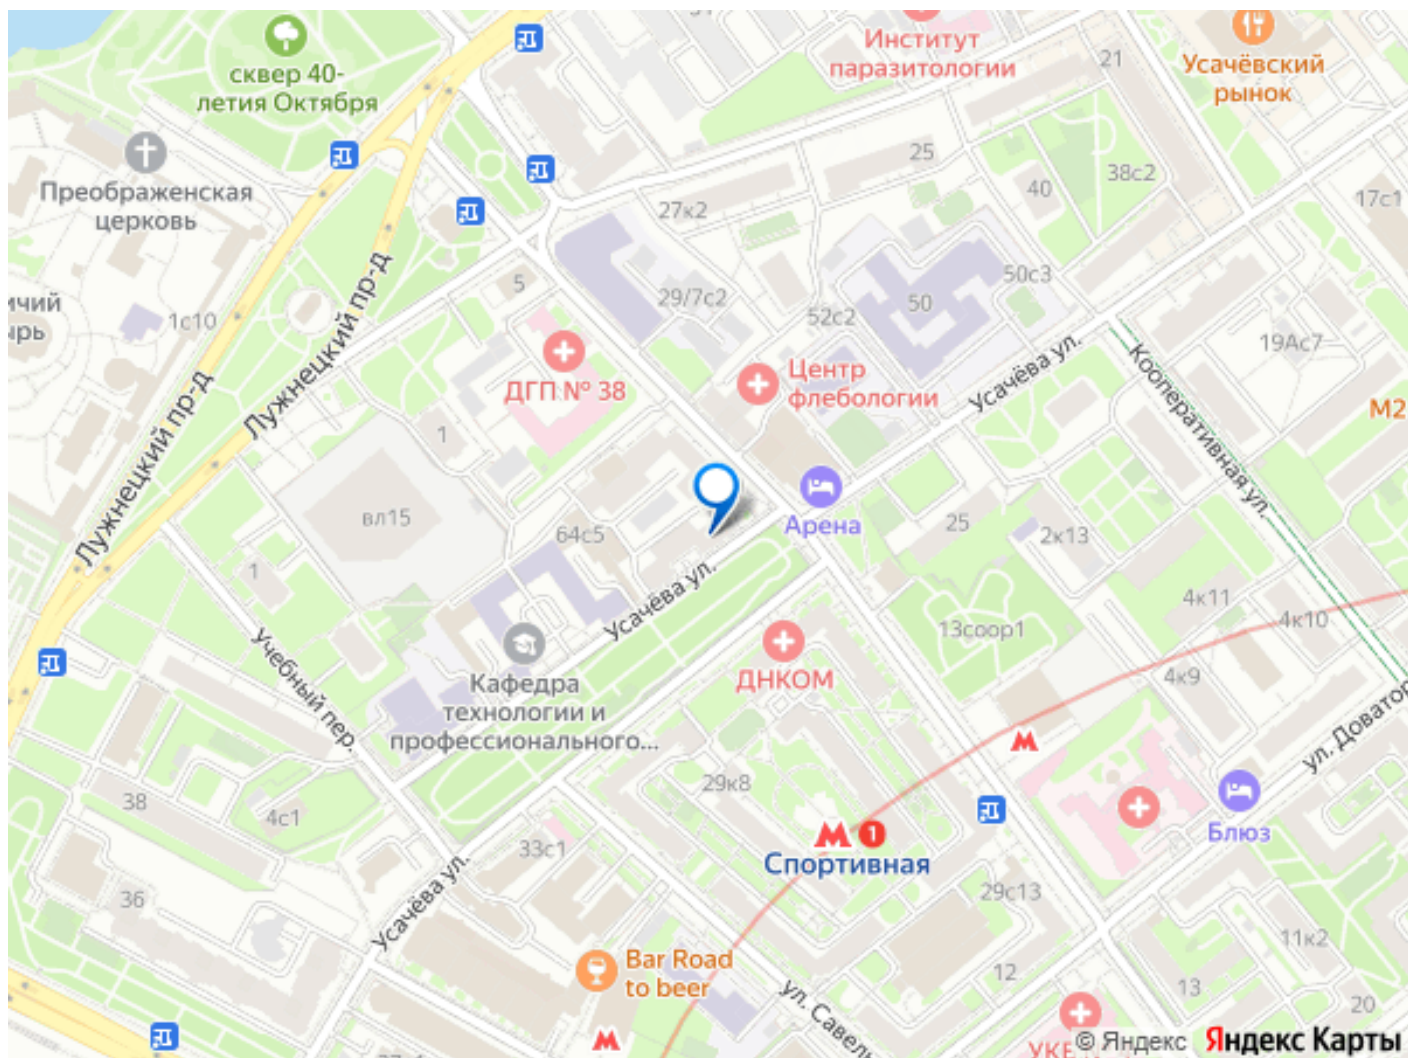 Институт
паразитологии
21
Усачёвский
рынок
сквер 40-
летия Октября
Преображенская
церковь
25
38с2
40
17с1
27к2
5
50с3
29/7с2
50
52с2
1с10
19Ас7
Лужнецкий пр-д
Лужнецкий пр-д
ДГП № 38
Центр
флебологии
Усачёва ул.
Кооперативная ул.
М2
1
вл15
64с5
Арена
25
2к13
1
Усачёва ул.
4к11
4к10
13соор1
4к9
ДНКОМ
Учебный пер.
Кафедра
технологии и
профессионального...
ул. Доватор
29к8
38
4с1
1
Спортивная
Блюз
33с1
29с13
36
Усачёва ул.
11к2
Bar Road
to beer
12
13
20
ул. Савель
© Яндекс
Яндекс Карты